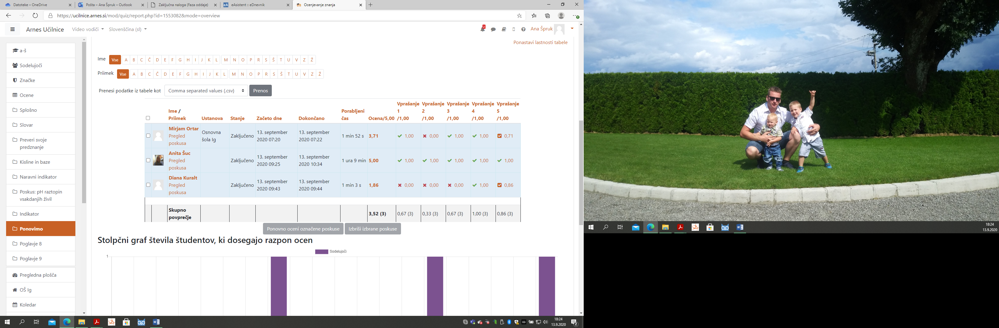 Datoteke – OneDrive
Pošta – Ana Špruk – Outlook
Zaključna naloga (Faza oddaje)
eA eAsistent :: eDnevnik
Ocenjevanje znanja
https://ucilnice.arnes.si/mod/quiz/report.php?id=1553082&mode=overview
Arnes Učilnice Video vodiči Slovenščina (sl)
2
Ana Špruk
a-š
Sodelujoči
Značke
Ocene
Splošno
Slovar
Preveri svoje
predznanje
Kisline in baze
Naravni indikator
Poskus: pH raztopin
vsakdanjih živil
Indikator
Ponovimo
Poglavje 8
Poglavje 9
Pregledna plošča
OŠ Ig
Koledar
Ponastavi lastnosti tabele
Ime Vse A B C Č D E F G H I J K L M N O P R S Š T U V Z Ž
Priimek Vse A B C Č D E F G H I J K L M N O P R S Š T U V Z Ž
Prenesi podatke iz tabele kot Comma separated values (.csv) Prenos
Vprašanje Vprašanje Vprašanje Vprašanje Vprašanje
Ime / Porabljeni 1 2 3 4 5
Priimek Ustanova Stanje Začeto dne Dokončano čas Ocena/5,00 /1,00 /1,00 /1,00 /1,00 /1,00
Mirjam Ortar
Pregled
poskusa
Osnovna
šola Ig
Zaključeno
13. september
2020 07:20
13. september
2020 07:22
1 min 52 s 3,71 1,00 0,00 1,00 1,00 0,71
Anita Šuc
Pregled
poskusa
Zaključeno
13. september
2020 09:25
13. september
2020 10:34
1 ura 9 min 5,00 1,00 1,00 1,00 1,00 1,00
Diana Kuralt
Pregled
poskusa
Zaključeno
13. september
2020 09:43
13. september
2020 09:44
1 min 3 s 1,86 0,00 0,00 0,00 1,00 0,86
Skupno
povprečje
3,52 (3) 0,67 (3) 0,33 (3) 0,67 (3) 1,00 (3) 0,86 (3)
Ponovno oceni označene poskuse Izbriši izbrane poskuse
Stolpčni graf števila študentov, ki dosegajo razpon ocen
Sodelujoči
1
18:24
13.9.2020
2
18:24
13.9.2020